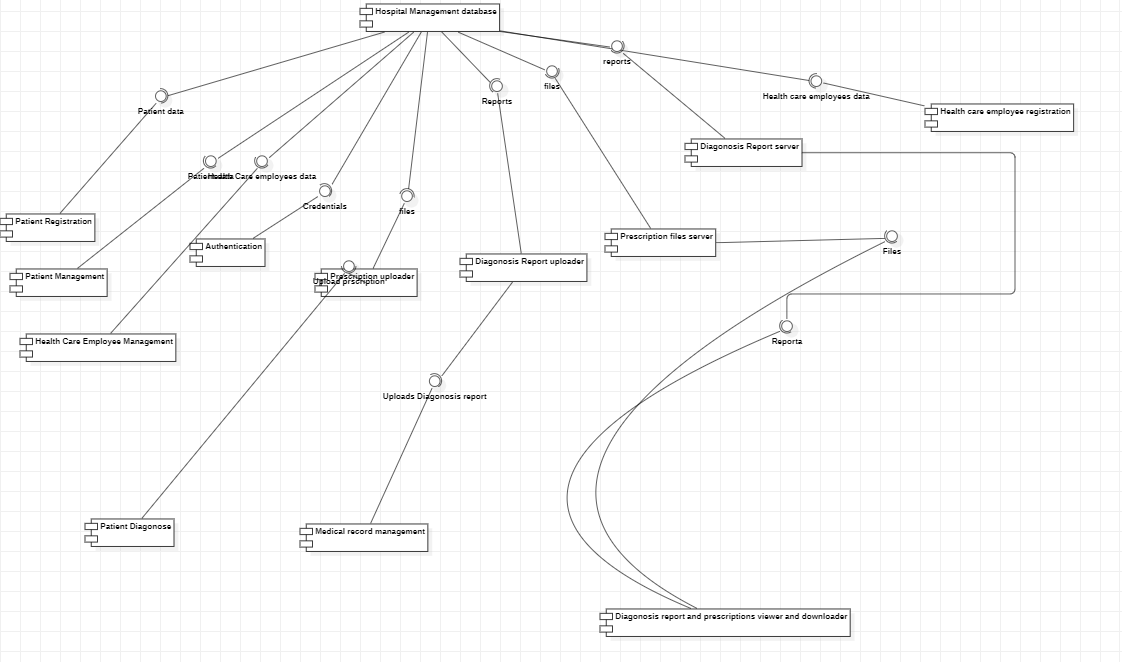 Hospital Management database
reports
files
Health care employees data
Patient data
Reports
Health care employee registration
Diagonosis Report server
Health Care employees data
Credentials
files
Patient Registration
Authentication
Prescription files server
Files
Patient Management
Prescription uploader
Upload prscription'
Diagonosis Report uploader
Health Care Employee Management
Reporta
Uploads Diagonosis report
Patient Diagonose
Medical record management
Diagonosis report and prescriptions viewer and downloader